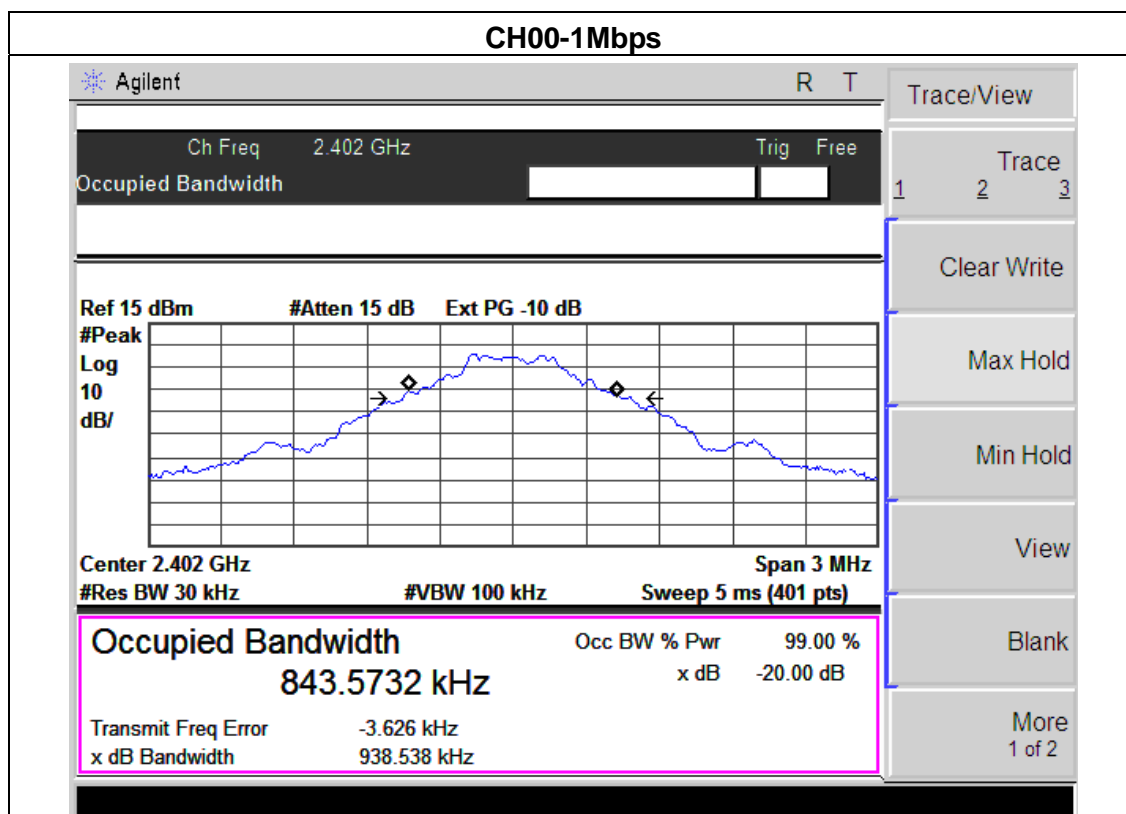 CH00-1Mbps
Agilent R T
Ch Freq 2.402 GHz Trig Free
Occupied Bandwidth
Ref 15 dBm #Atten 15 dB Ext PG -10 dB
#Peak
Log
10
dB/
Center 2.402 GHz Span 3 MHz
#Res BW 30 kHz #VBW 100 kHz Sweep 5 ms (401 pts)
Occupied Bandwidth
843.5732 kHz
Occ BW % Pwr 99.00 %
x dB -20.00 dB
Transmit Freq Error -3.626 kHz
x dB Bandwidth 938.538 kHz
Trace/View
Trace
1 2 3
Clear Write
Max Hold
Min Hold
View
Blank
More
1 of 2